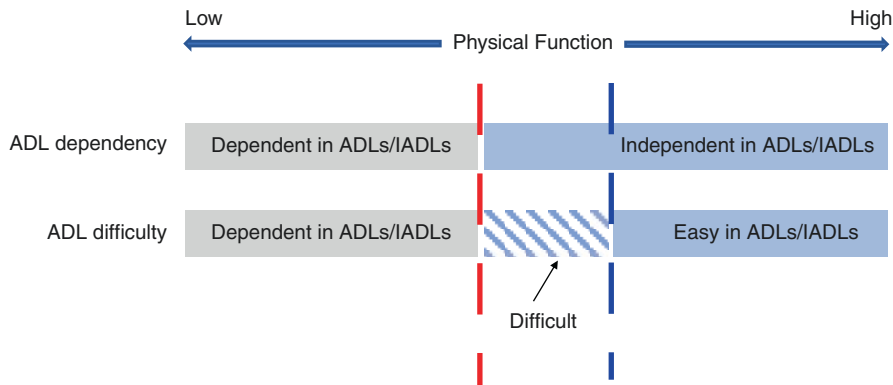 Low
High
Physical Function
ADL dependency
Dependent in ADLs/IADLs
Independent in ADLs/IADLs
ADL difficulty
Dependent in ADLs/IADLs
Easy in ADLs/IADLs
Difficult